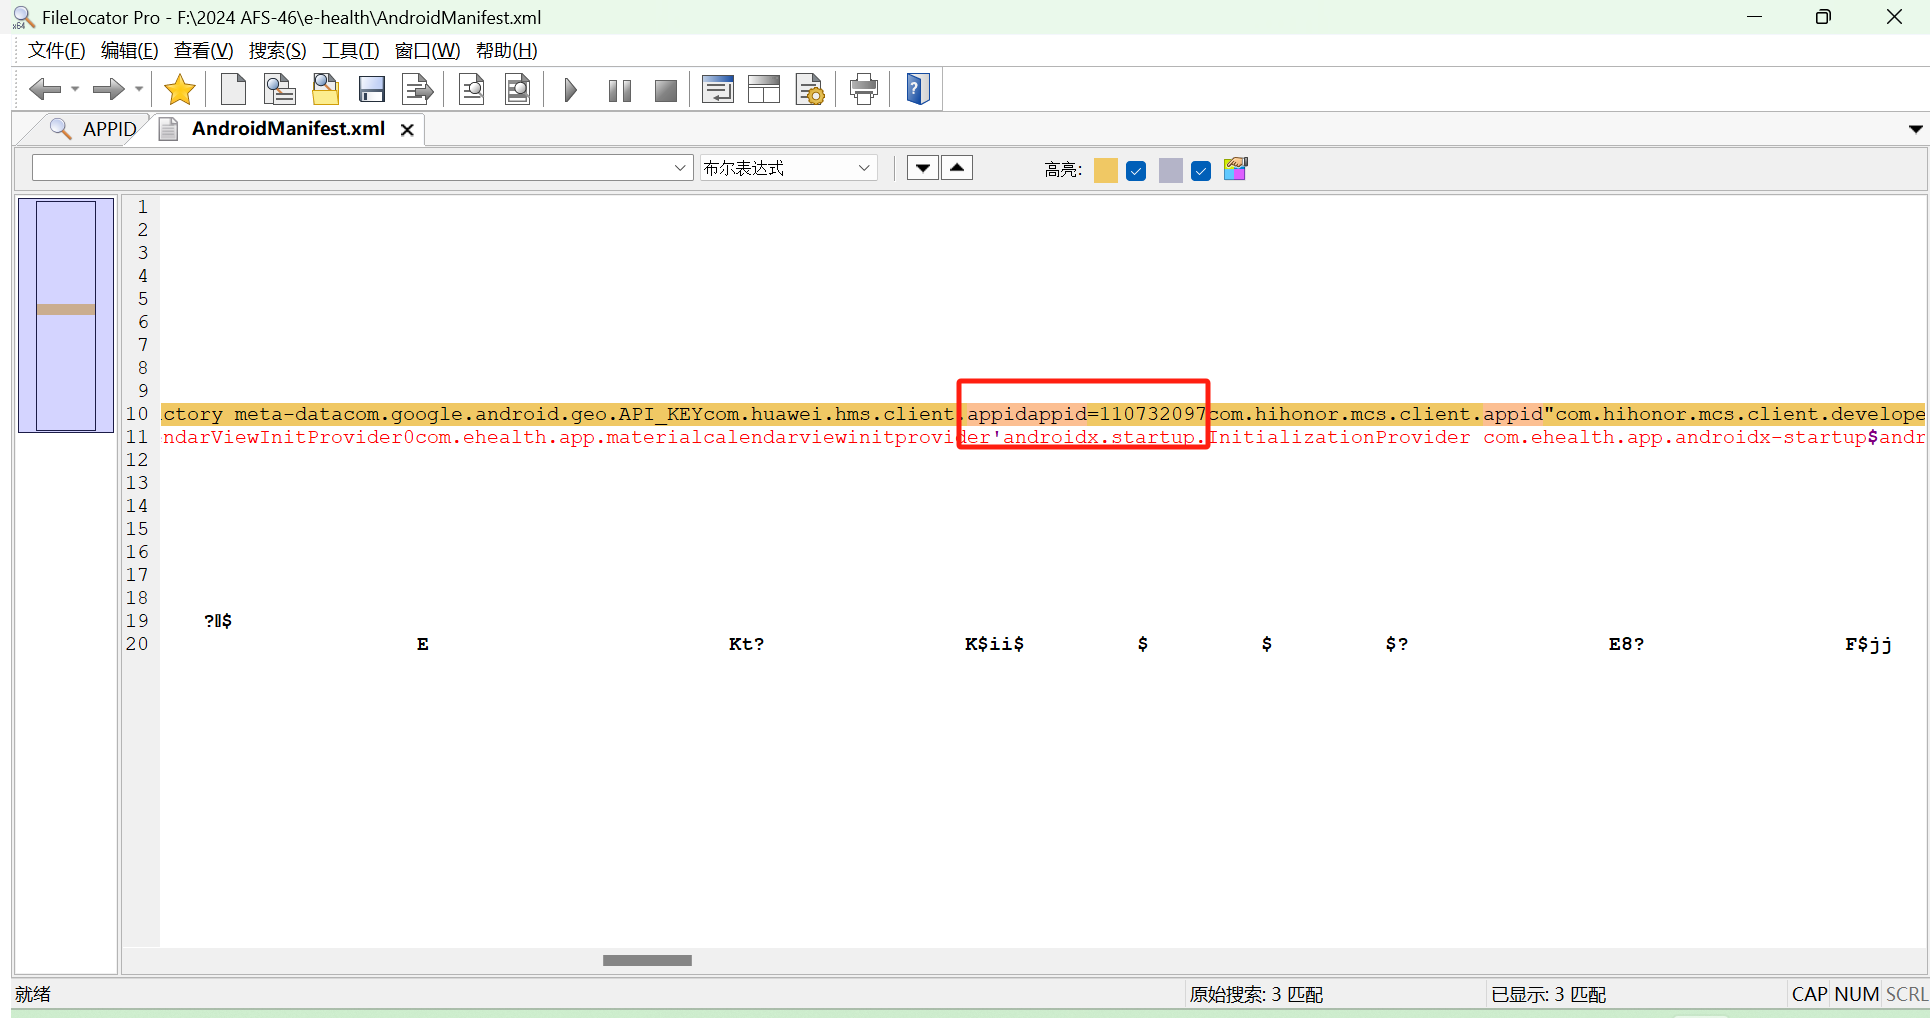 FileLocator Pro - F:\2024 AFS-46\e-health\AndroidManifest.xml
文件(F) 编辑(E) 查看(V) 搜索(S) 工具(T) 窗口(W) 帮助(H)
APPID AndroidManifest.xml
布尔表达式 高亮:
1
2
3
4
5
6
7
8
9
10 ctory meta-datacom.google.android.geo.API_KEYcom.huawei.hms.client.appidappid=110732097com.hihonor.mcs.client.appid"com.hihonor.mcs.client.develope
11 ndarViewInitProvider0com.ehealth.app.materialcalendarviewinitprovider'androidx.startup.InitializationProvider com.ehealth.app.androidx-startup$andr
12
13
14
15
16
17
18
19 ?$
20 E Kt? K$ii$ $ $ $? E8? F$jj
就绪 原始搜索: 3 匹配 已显示: 3 匹配 CAP NUM SCRL